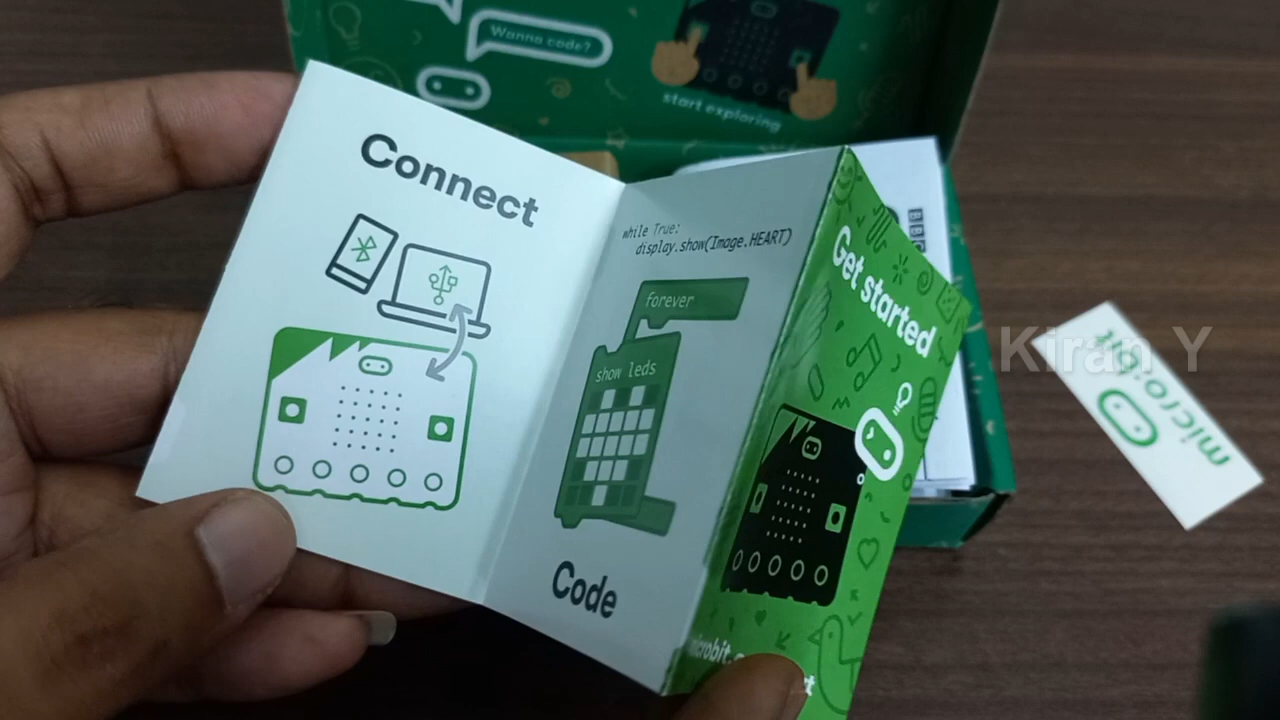 Wanna code?
start exploring
Connect
while True:
display.show(Image.HEART)
forever
show leds
Code
Get started
Kiran Y
micro:bit